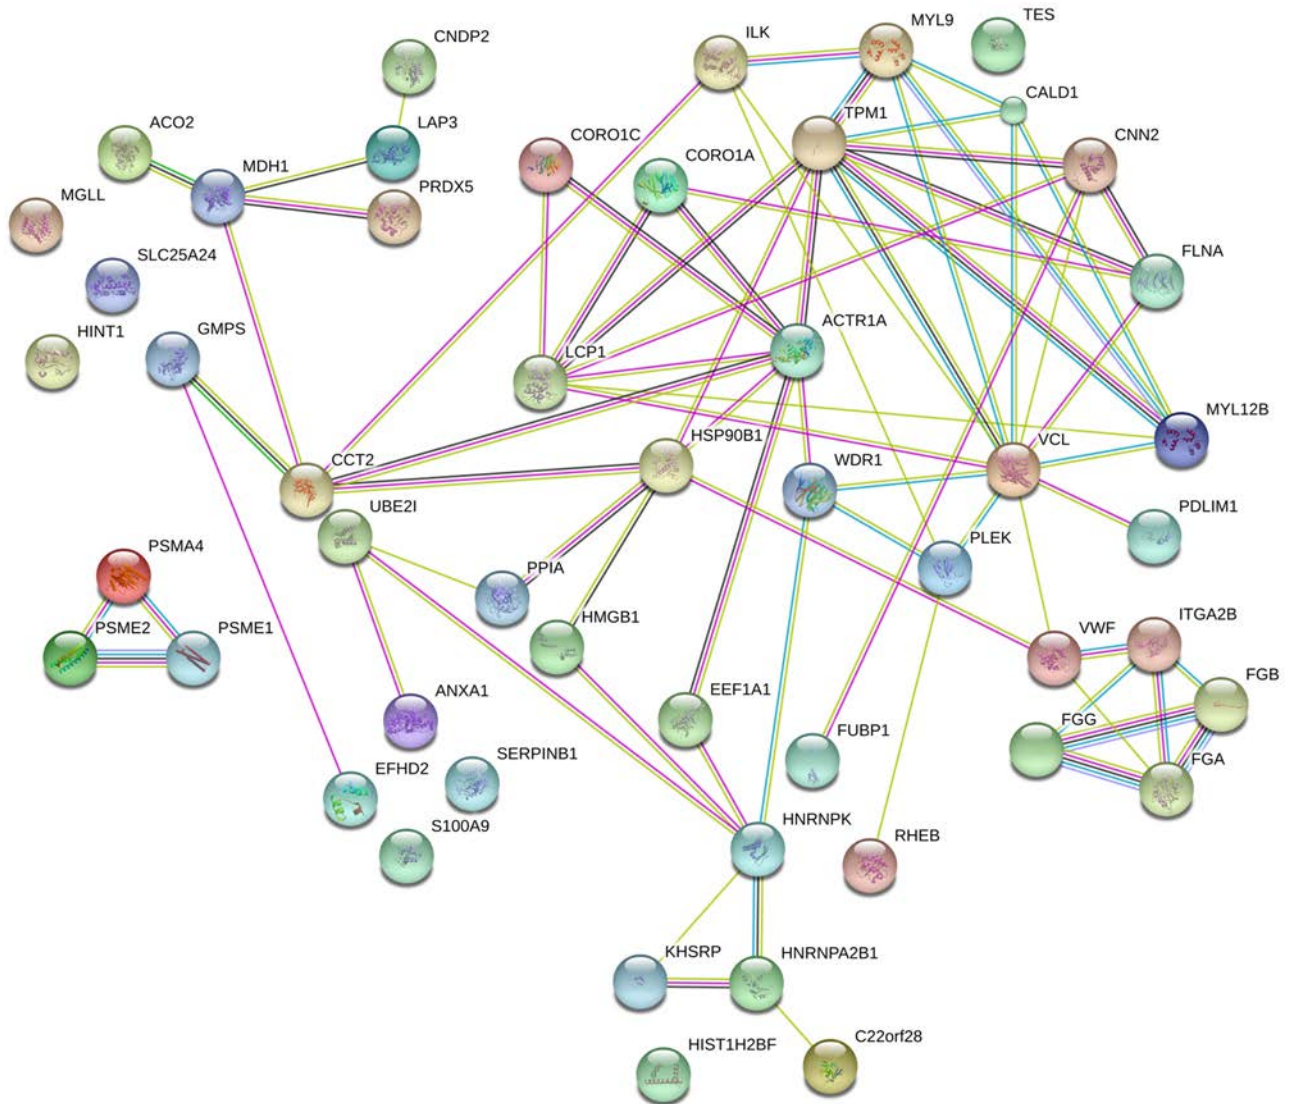 TES
MYL9
ILK
CNDP2
CALD1
TPM1
ACO2
LAP3
CORO1C
CORO1A
CNN2
MDH1
PRDX5
MGLL
SLC25A24
FLNA
HINT1
GMPS
ACTR1A
LCP1
MYL12B
HSP90B1
VCL
CCT2
WDR1
UBE2I
PDLIM1
PSMA4
PLEK
PPIA
PSME2
PSME1
HMGB1
VWF
ITGA2B
FGB
ANXA1
EEF1A1
FGG
FUBP1
SERPINB1
FGA
EFHD2
S100A9
HNRNPK
RHEB
KHSRP
HNRNPA2B1
HIST1H2BF
C22orf28